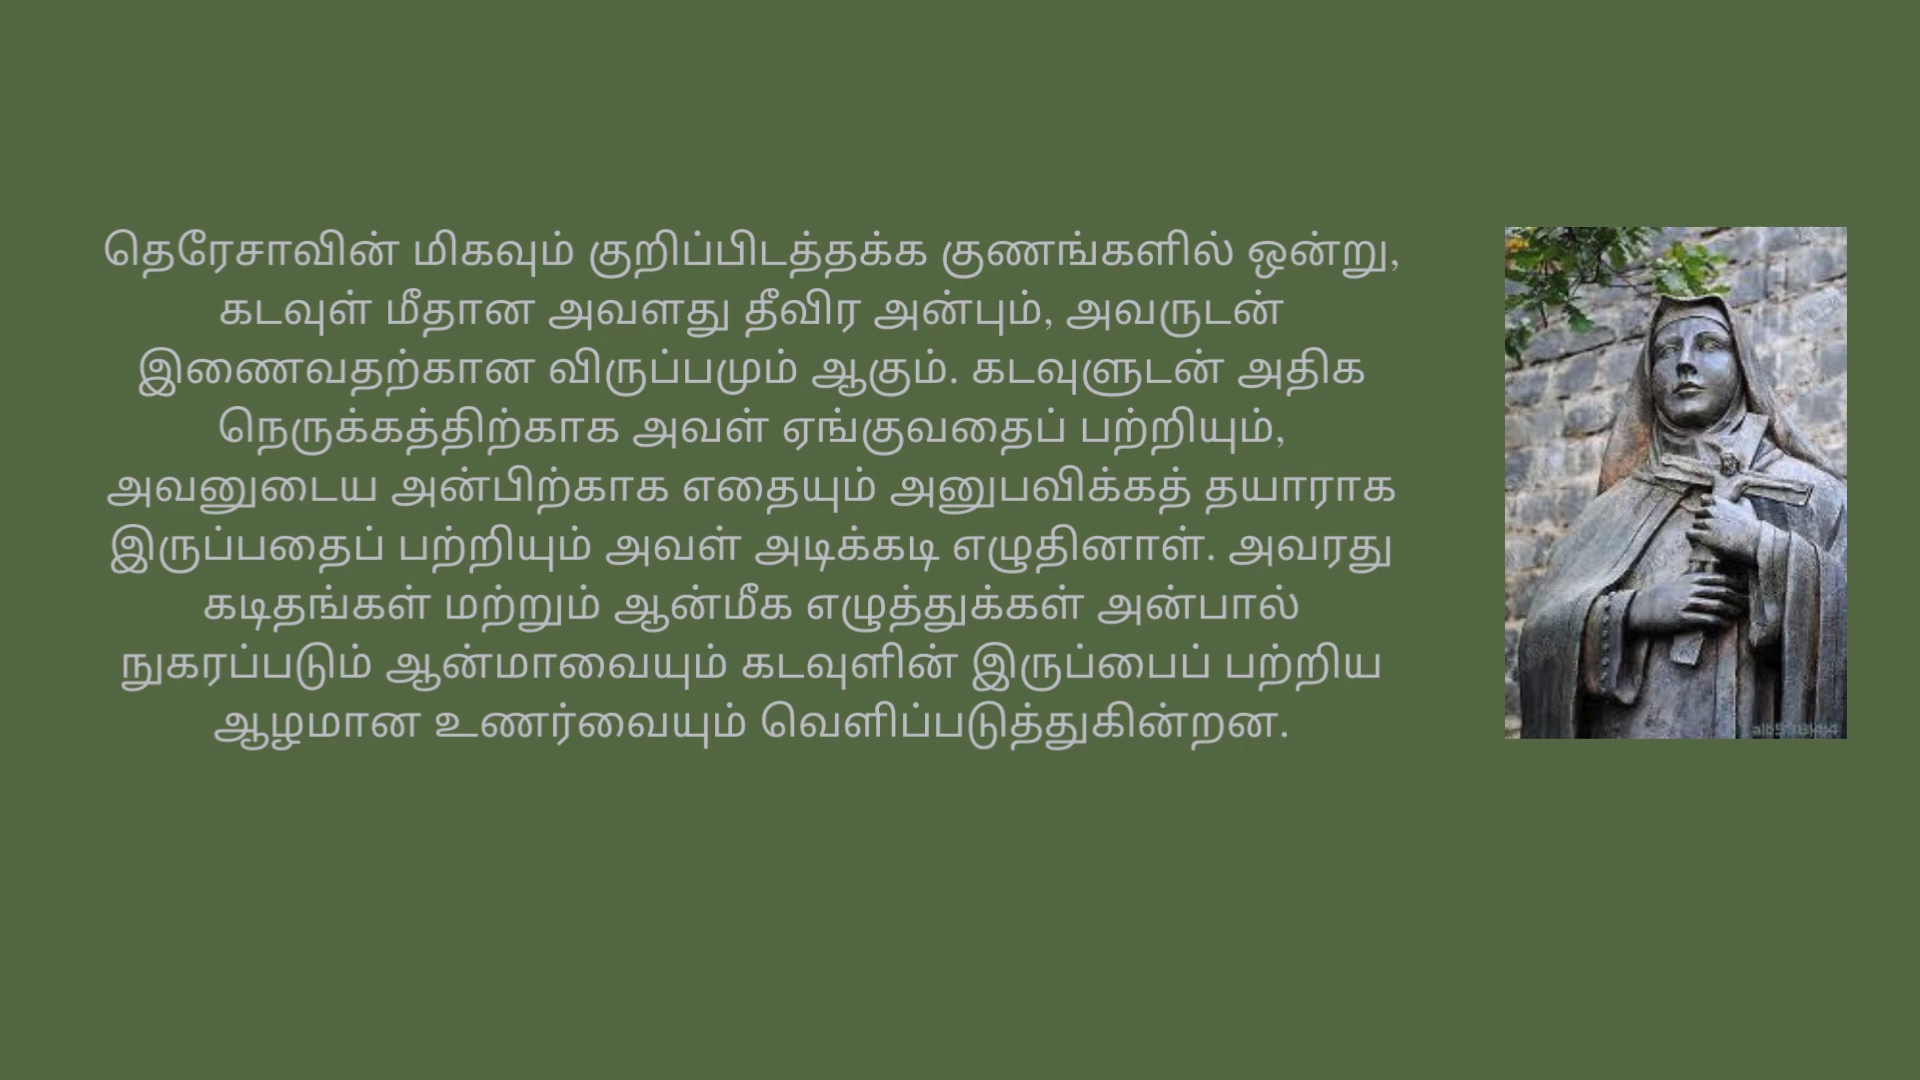 தெரேசாவின் மிகவும் குறிப்பிடத்தக்க குணங்களில் ஒன்று,
கடவுள் மீதான அவளது தீவிர அன்பும், அவருடன்
இணைவதற்கான விருப்பமும் ஆகும். கடவுளுடன் அதிக
நெருக்கத்திற்காக அவள் ஏங்குவதைப் பற்றியும்,
அவனுடைய அன்பிற்காக எதையும் அனுபவிக்கத் தயாராக
இருப்பதைப் பற்றியும் அவள் அடிக்கடி எழுதினாள். அவரது
கடிதங்கள் மற்றும் ஆன்மீக எழுத்துக்கள் அன்பால்
நுகரப்படும் ஆன்மாவையும் கடவுளின் இருப்பைப் பற்றிய
ஆழமான உணர்வையும் வெளிப்படுத்துகின்றன.